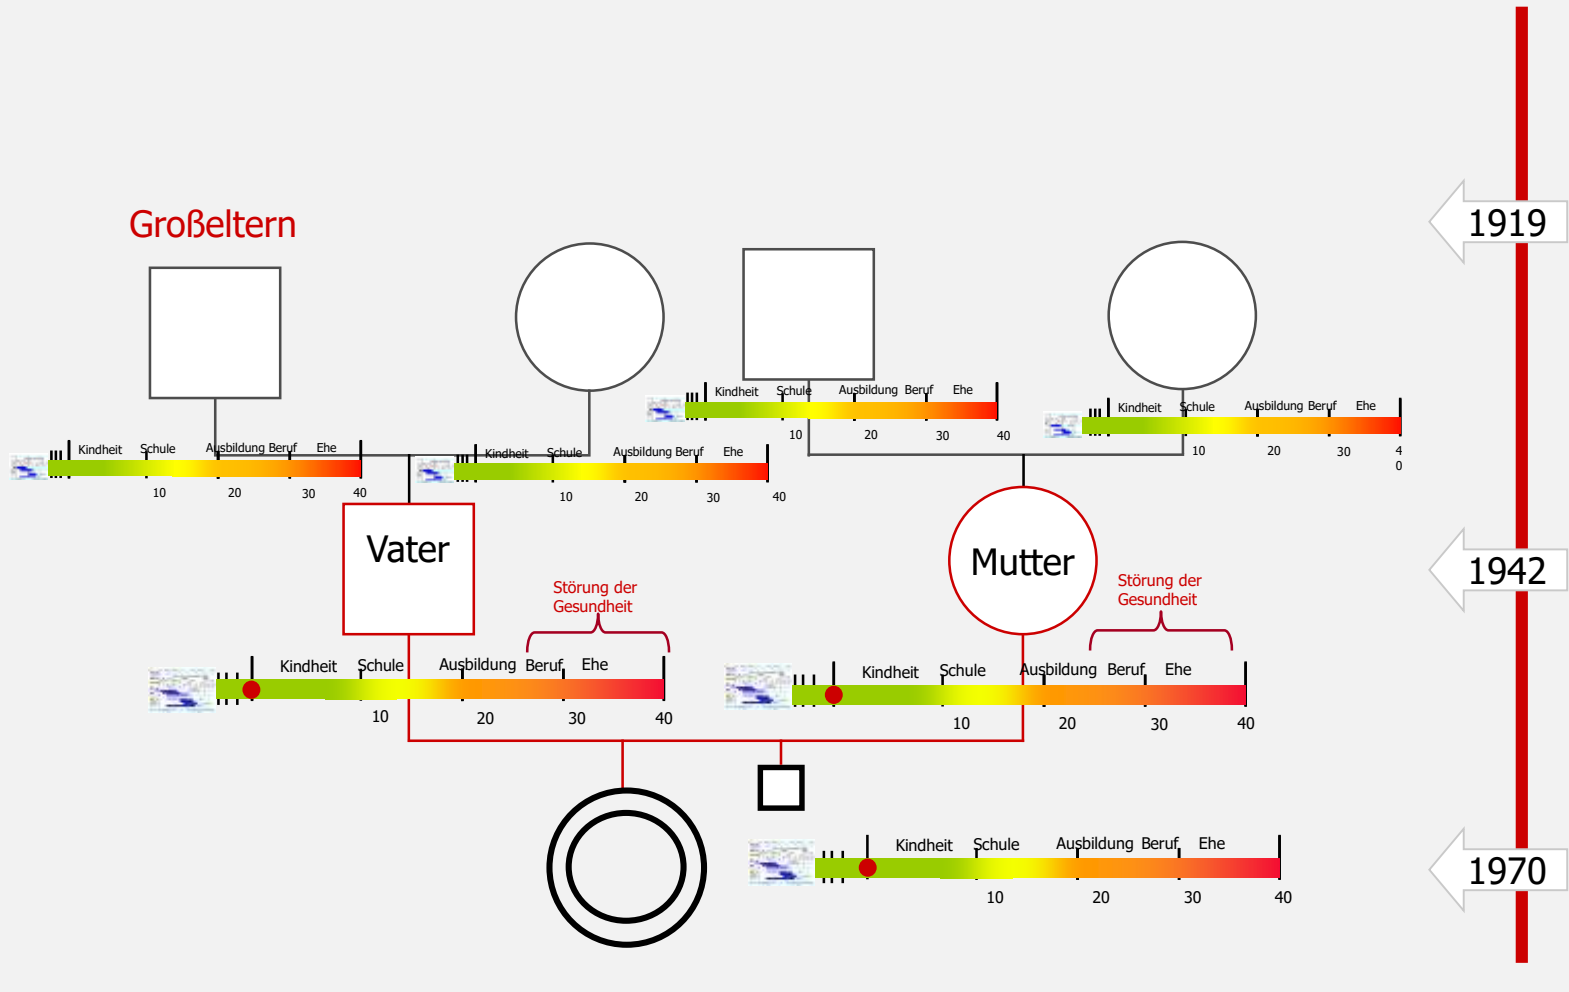 1919
Großeltern
Kindheit Schule Ausbildung Beruf Ehe
10 20 30 40
Kindheit Schule Ausbildung Beruf Ehe
10 20 30 4
0
Kindheit Schule Ausbildung Beruf Ehe
10 20 30 40
Kindheit Schule Ausbildung Beruf Ehe
10 20 30 40
Vater
Mutter
1942
Störung der
Gesundheit
Störung der
Gesundheit
Kindheit Schule Ausbildung Beruf Ehe
10 20 30 40
Kindheit Schule Ausbildung Beruf Ehe
10 20 30 40
Kindheit Schule Ausbildung Beruf Ehe
10 20 30 40
1970